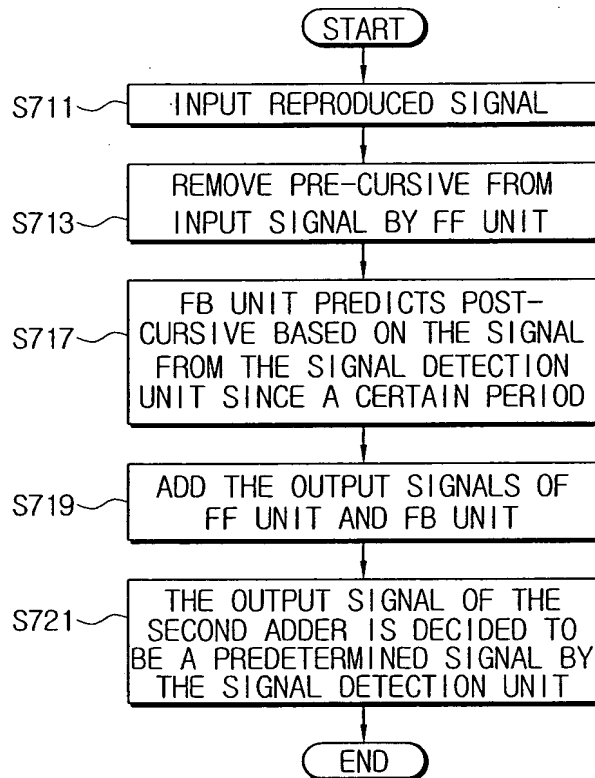 START
S711
INPUT REPRODUCED SIGNAL
S713
REMOVE PRE-CURSIVE FROM
INPUT SIGNAL BY FF UNIT
S717
FB UNIT PREDICTS POST-
CURSIVE BASED ON THE SIGNAL
FROM THE SIGNAL DETECTION
UNIT SINCE A CERTAIN PERIOD
S719
ADD THE OUTPUT SIGNALS OF
FF UNIT AND FB UNIT
S721
THE OUTPUT SIGNAL OF THE
SECOND ADDER IS DECIDED TO
BE A PREDETERMINED SIGNAL BY
THE SIGNAL DETECTION UNIT
END